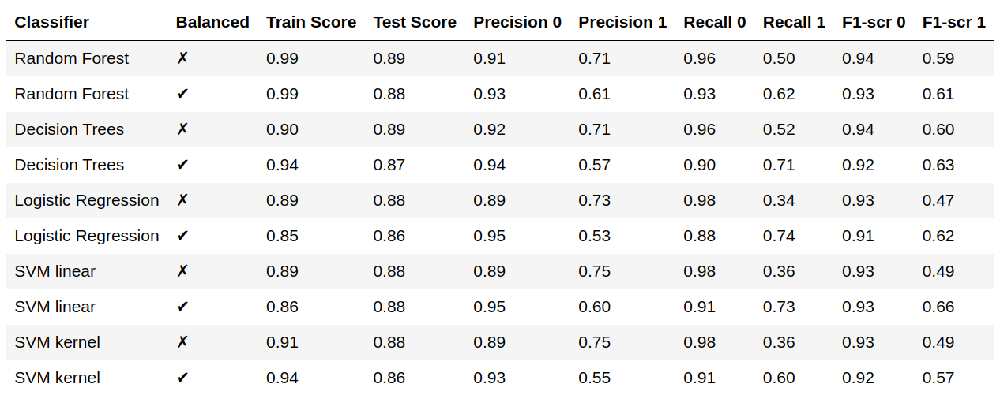 Classifier Balanced Train Score Test Score Precision 0 Precision 1 Recall 0 Recall 1 F1-scr 0 F1-scr 1
Random Forest ✗ 0.99 0.89 0.91 0.71 0.96 0.50 0.94 0.59
Random Forest ✔ 0.99 0.88 0.93 0.61 0.93 0.62 0.93 0.61
Decision Trees ✗ 0.90 0.89 0.92 0.71 0.96 0.52 0.94 0.60
Decision Trees ✔ 0.94 0.87 0.94 0.57 0.90 0.71 0.92 0.63
Logistic Regression ✗ 0.89 0.88 0.89 0.73 0.98 0.34 0.93 0.47
Logistic Regression ✔ 0.85 0.86 0.95 0.53 0.88 0.74 0.91 0.62
SVM linear ✗ 0.89 0.88 0.89 0.75 0.98 0.36 0.93 0.49
SVM linear ✔ 0.86 0.88 0.95 0.60 0.91 0.73 0.93 0.66
SVM kernel ✗ 0.91 0.88 0.89 0.75 0.98 0.36 0.93 0.49
SVM kernel ✔ 0.94 0.86 0.93 0.55 0.91 0.60 0.92 0.57